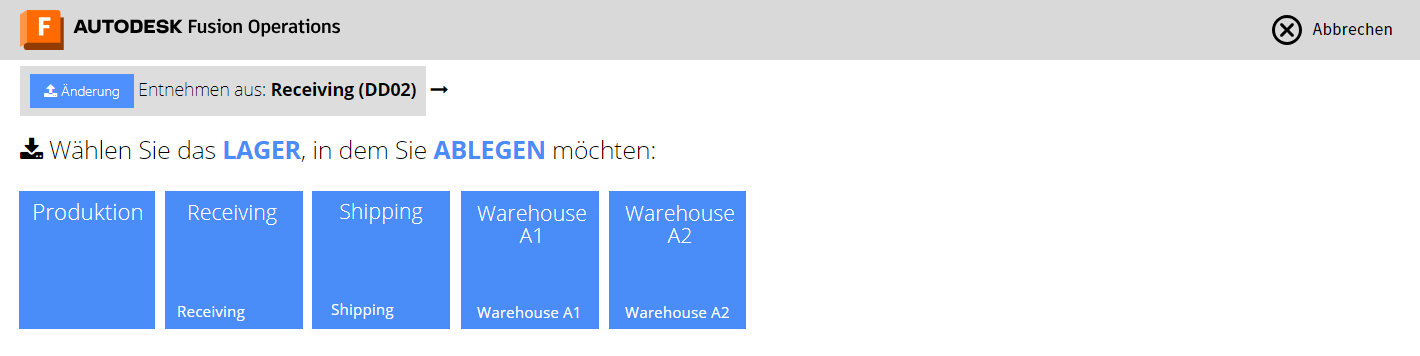 F AUTODESK Fusion Operations
Abbrechen
Änderung Entnehmen aus: Receiving (DD02)
Wählen Sie das LAGER, in dem Sie ABLEGEN möchten:
Produktion
Receiving
Receiving
Shipping
Shipping
Warehouse
A1
Warehouse A1
Warehouse
A2
Warehouse A2